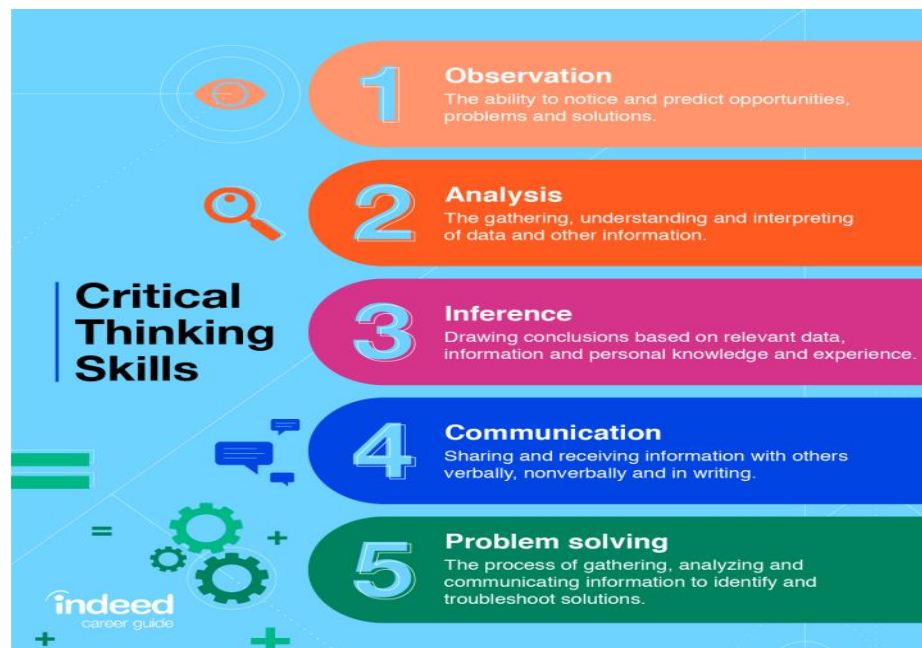 Critical
Thinking
Skills
1
Observation
The ability to notice and predict opportunities,
problems and solutions.
2
Analysis
The gathering, understanding and interpreting
of data and other information.
3
Inference
Drawing conclusions based on relevant data,
information and personal knowledge and experience.
4
Communication
Sharing and receiving information with others
verbally, nonverbally and in writing.
5
Problem solving
The process of gathering, analyzing and
communicating information to identify and
troubleshoot solutions.
indeed
career guide